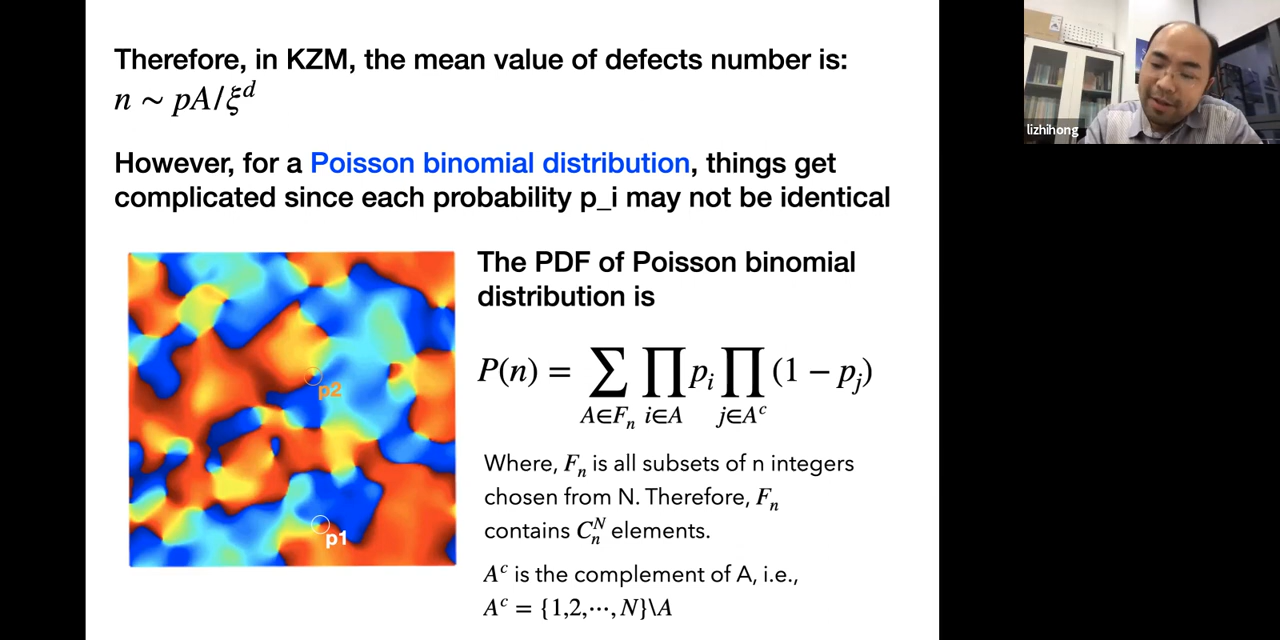 Therefore, in KZM, the mean value of defects number is:
n ∼ pA/ξ^d
However, for a Poisson binomial distribution, things get
complicated since each probability p_i may not be identical
The PDF of Poisson binomial
distribution is
P(n) = ∑_{A∈F_n} ∏_{i∈A} p_i ∏_{j∈A^c} (1 − p_j)
Where, F_n is all subsets of n integers
chosen from N. Therefore, F_n
contains C_n^N elements.
A^c is the complement of A, i.e.,
A^c = {1,2,⋯, N}\A
p2
p1
lizhihong